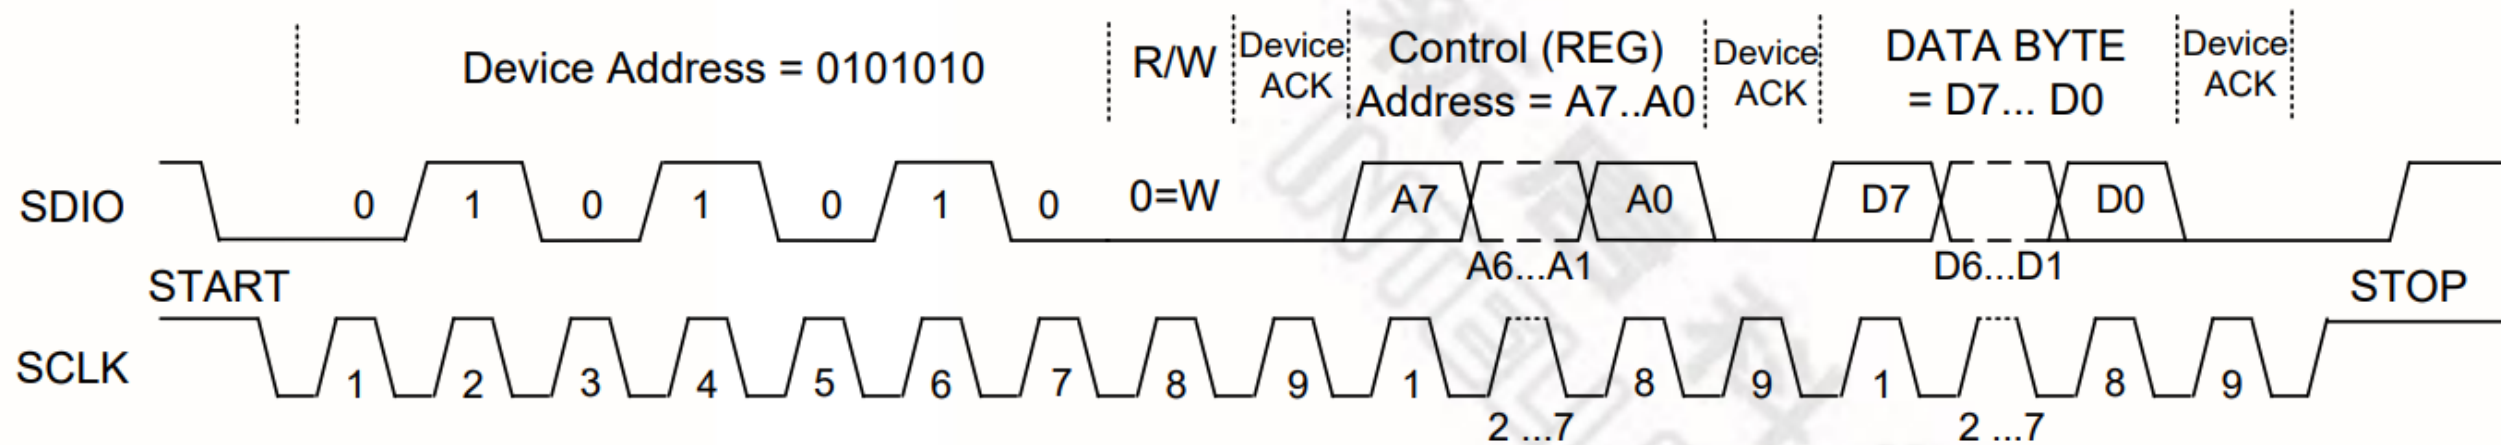 Device Address = 0101010
R/W
Device
ACK
Control (REG)
Address = A7..A0
Device
ACK
DATA BYTE
= D7... D0
Device
ACK
SDIO
0 1 0 1 0 1 0 0=W A7 A0 D7 D0
A6...A1
D6...D1
START
STOP
SCLK
1 2 3 4 5 6 7 8 9 1 8 9 1 8 9
2 ...7
2 ...7